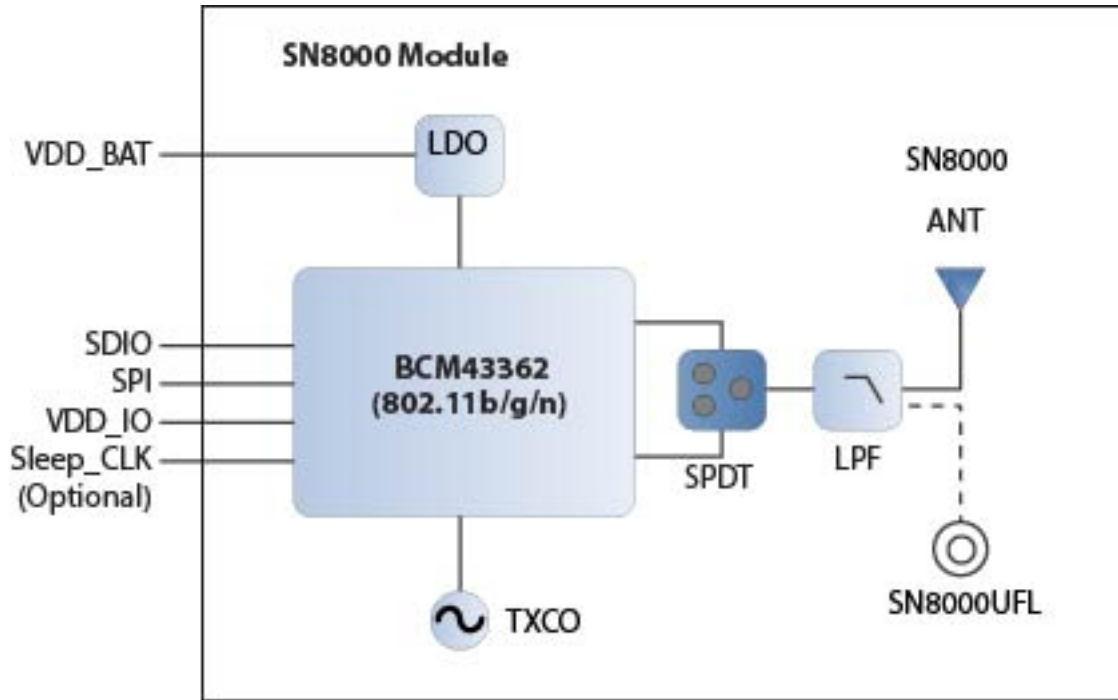 SN8000 Module
VDD_BAT
LDO
SN8000
ANT
SDIO
SPI
VDD_IO
Sleep_CLK
(Optional)
BCM43362
(802.11b/g/n)
SPDT
LPF
SN8000UFL
TXCO